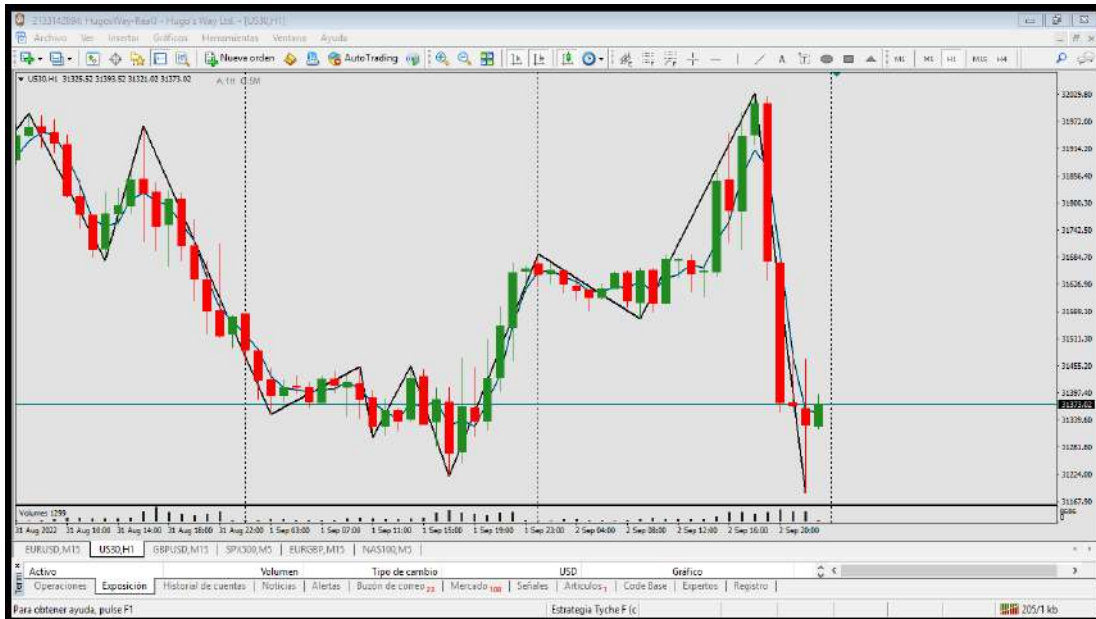 2133142894: HugosWay-Real3 - Hugo's Way Ltd. - [US30,H1]
Archivo Ver Insertar Gráficos Herramientas Ventana Ayuda
Nueva orden AutoTrading
M1 M5 H1 M15 H4
US30,H1 31325.52 31393.52 31321.02 31373.02
32029.80
31972.00
31914.20
31856.40
31742.50
31684.70
31626.90
31511.30
31455.20
31397.40
31373.02
31339.60
31281.80
31224.00
31167.90
Volumes 1299
31 Aug 2022 31 Aug 10:00 31 Aug 14:00 31 Aug 18:00 31 Aug 22:00 1 Sep 03:00 1 Sep 07:00 1 Sep 11:00 1 Sep 15:00 1 Sep 19:00 1 Sep 23:00 2 Sep 04:00 2 Sep 08:00 2 Sep 12:00 2 Sep 16:00 2 Sep 20:00
EURUSD,M15 US30,H1 GBPUSD,M15 SPX500,M5 EURGBP,M15 NAS100,M5
Activo Volumen Tipo de cambio USD Gráfico
Operaciones Exposición Historial de cuentas Noticias Alertas Buzón de correo 23 Mercado 108 Señales Artículos 1 Code Base Expertos Registro
Para obtener ayuda, pulse F1 Estrategia Tyche F (c 205/1 kb